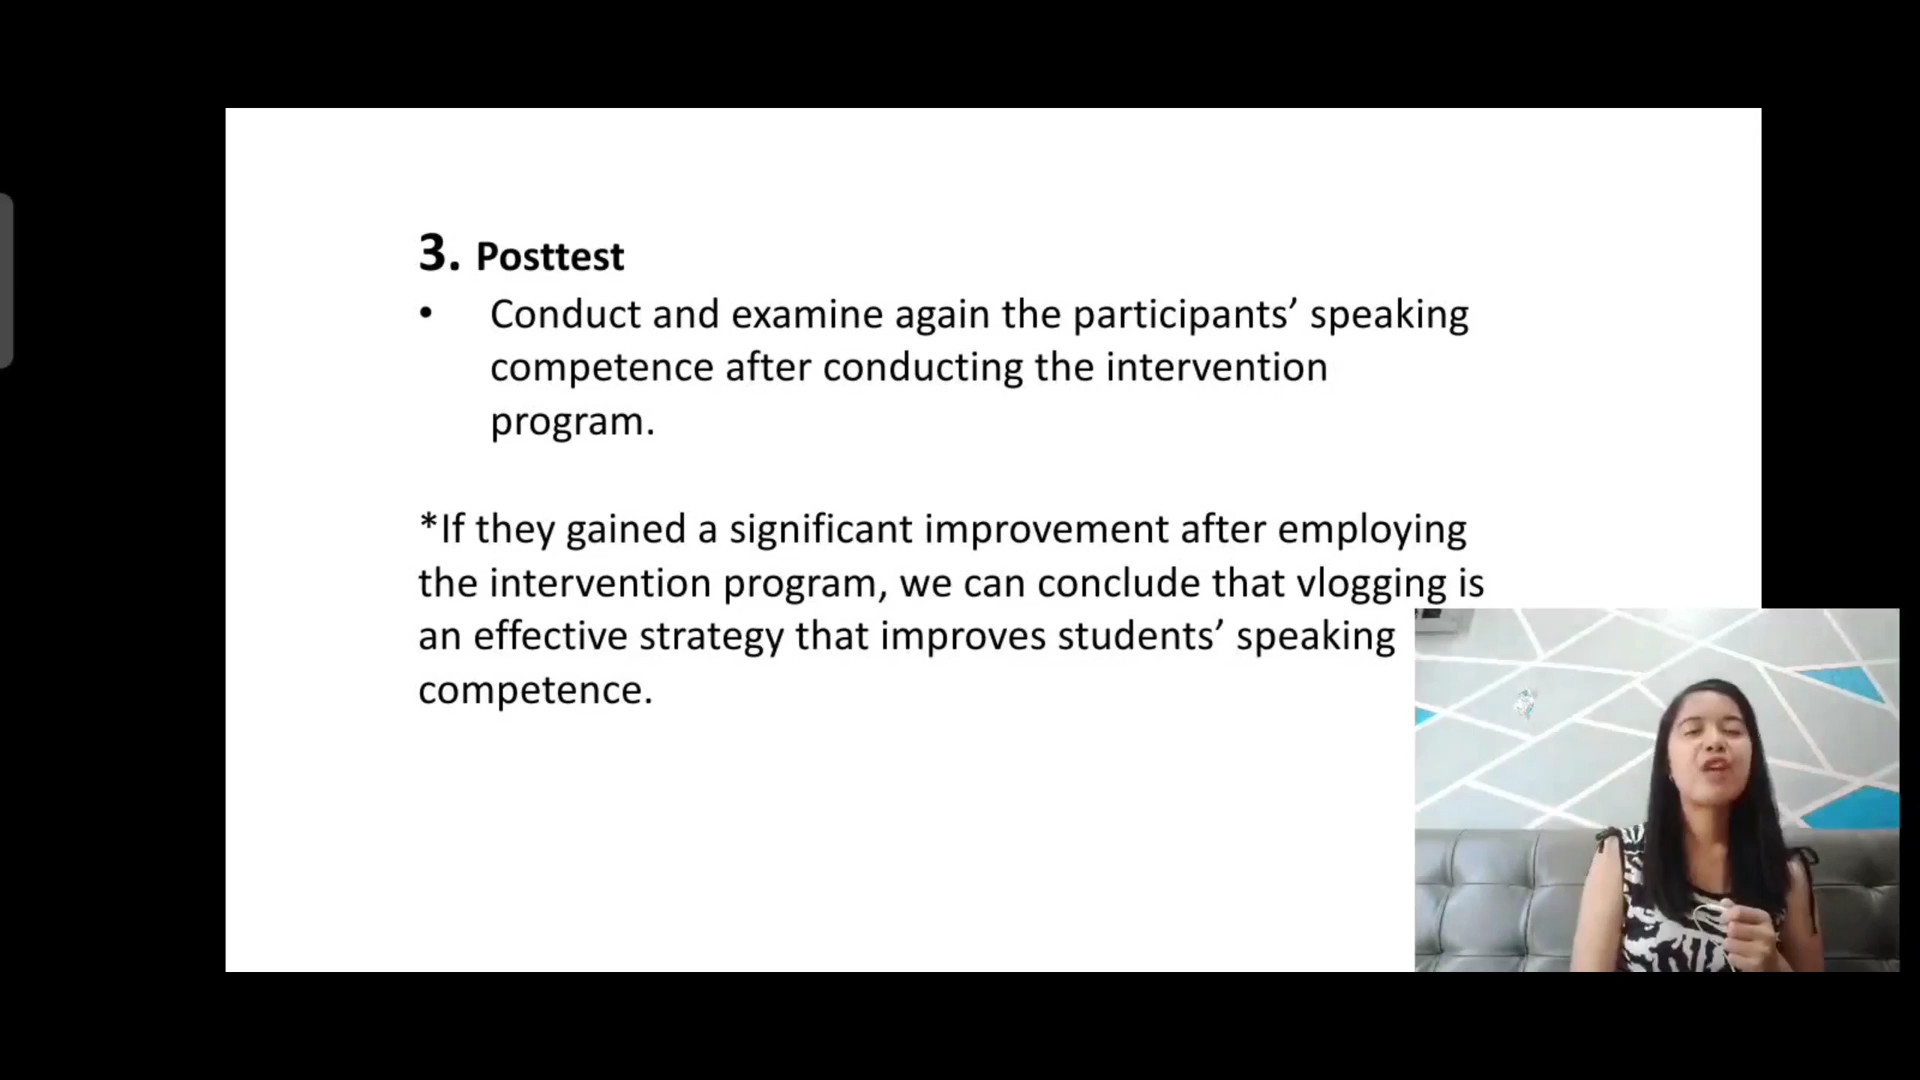 3. Posttest
• Conduct and examine again the participants’ speaking
competence after conducting the intervention
program.
*If they gained a significant improvement after employing
the intervention program, we can conclude that vlogging is
an effective strategy that improves students’ speaking
competence.